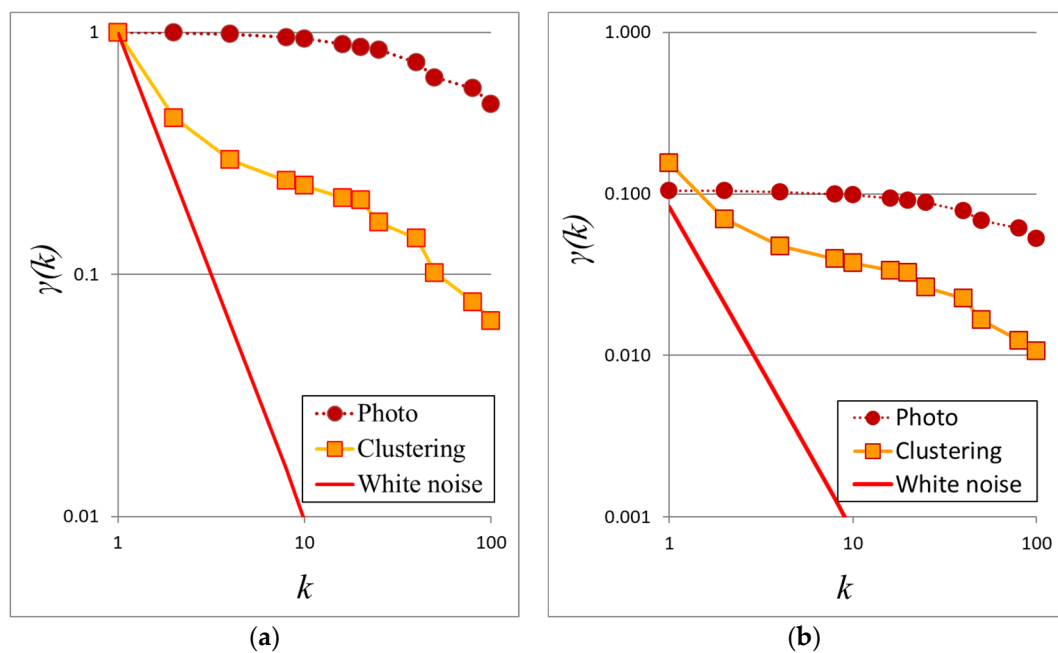 1
0.1
0.01
γ(k)
1
10
100
k
Photo
Clustering
White noise
(a)
1.000
0.100
0.010
0.001
γ(k)
1
10
100
k
Photo
Clustering
White noise
(b)